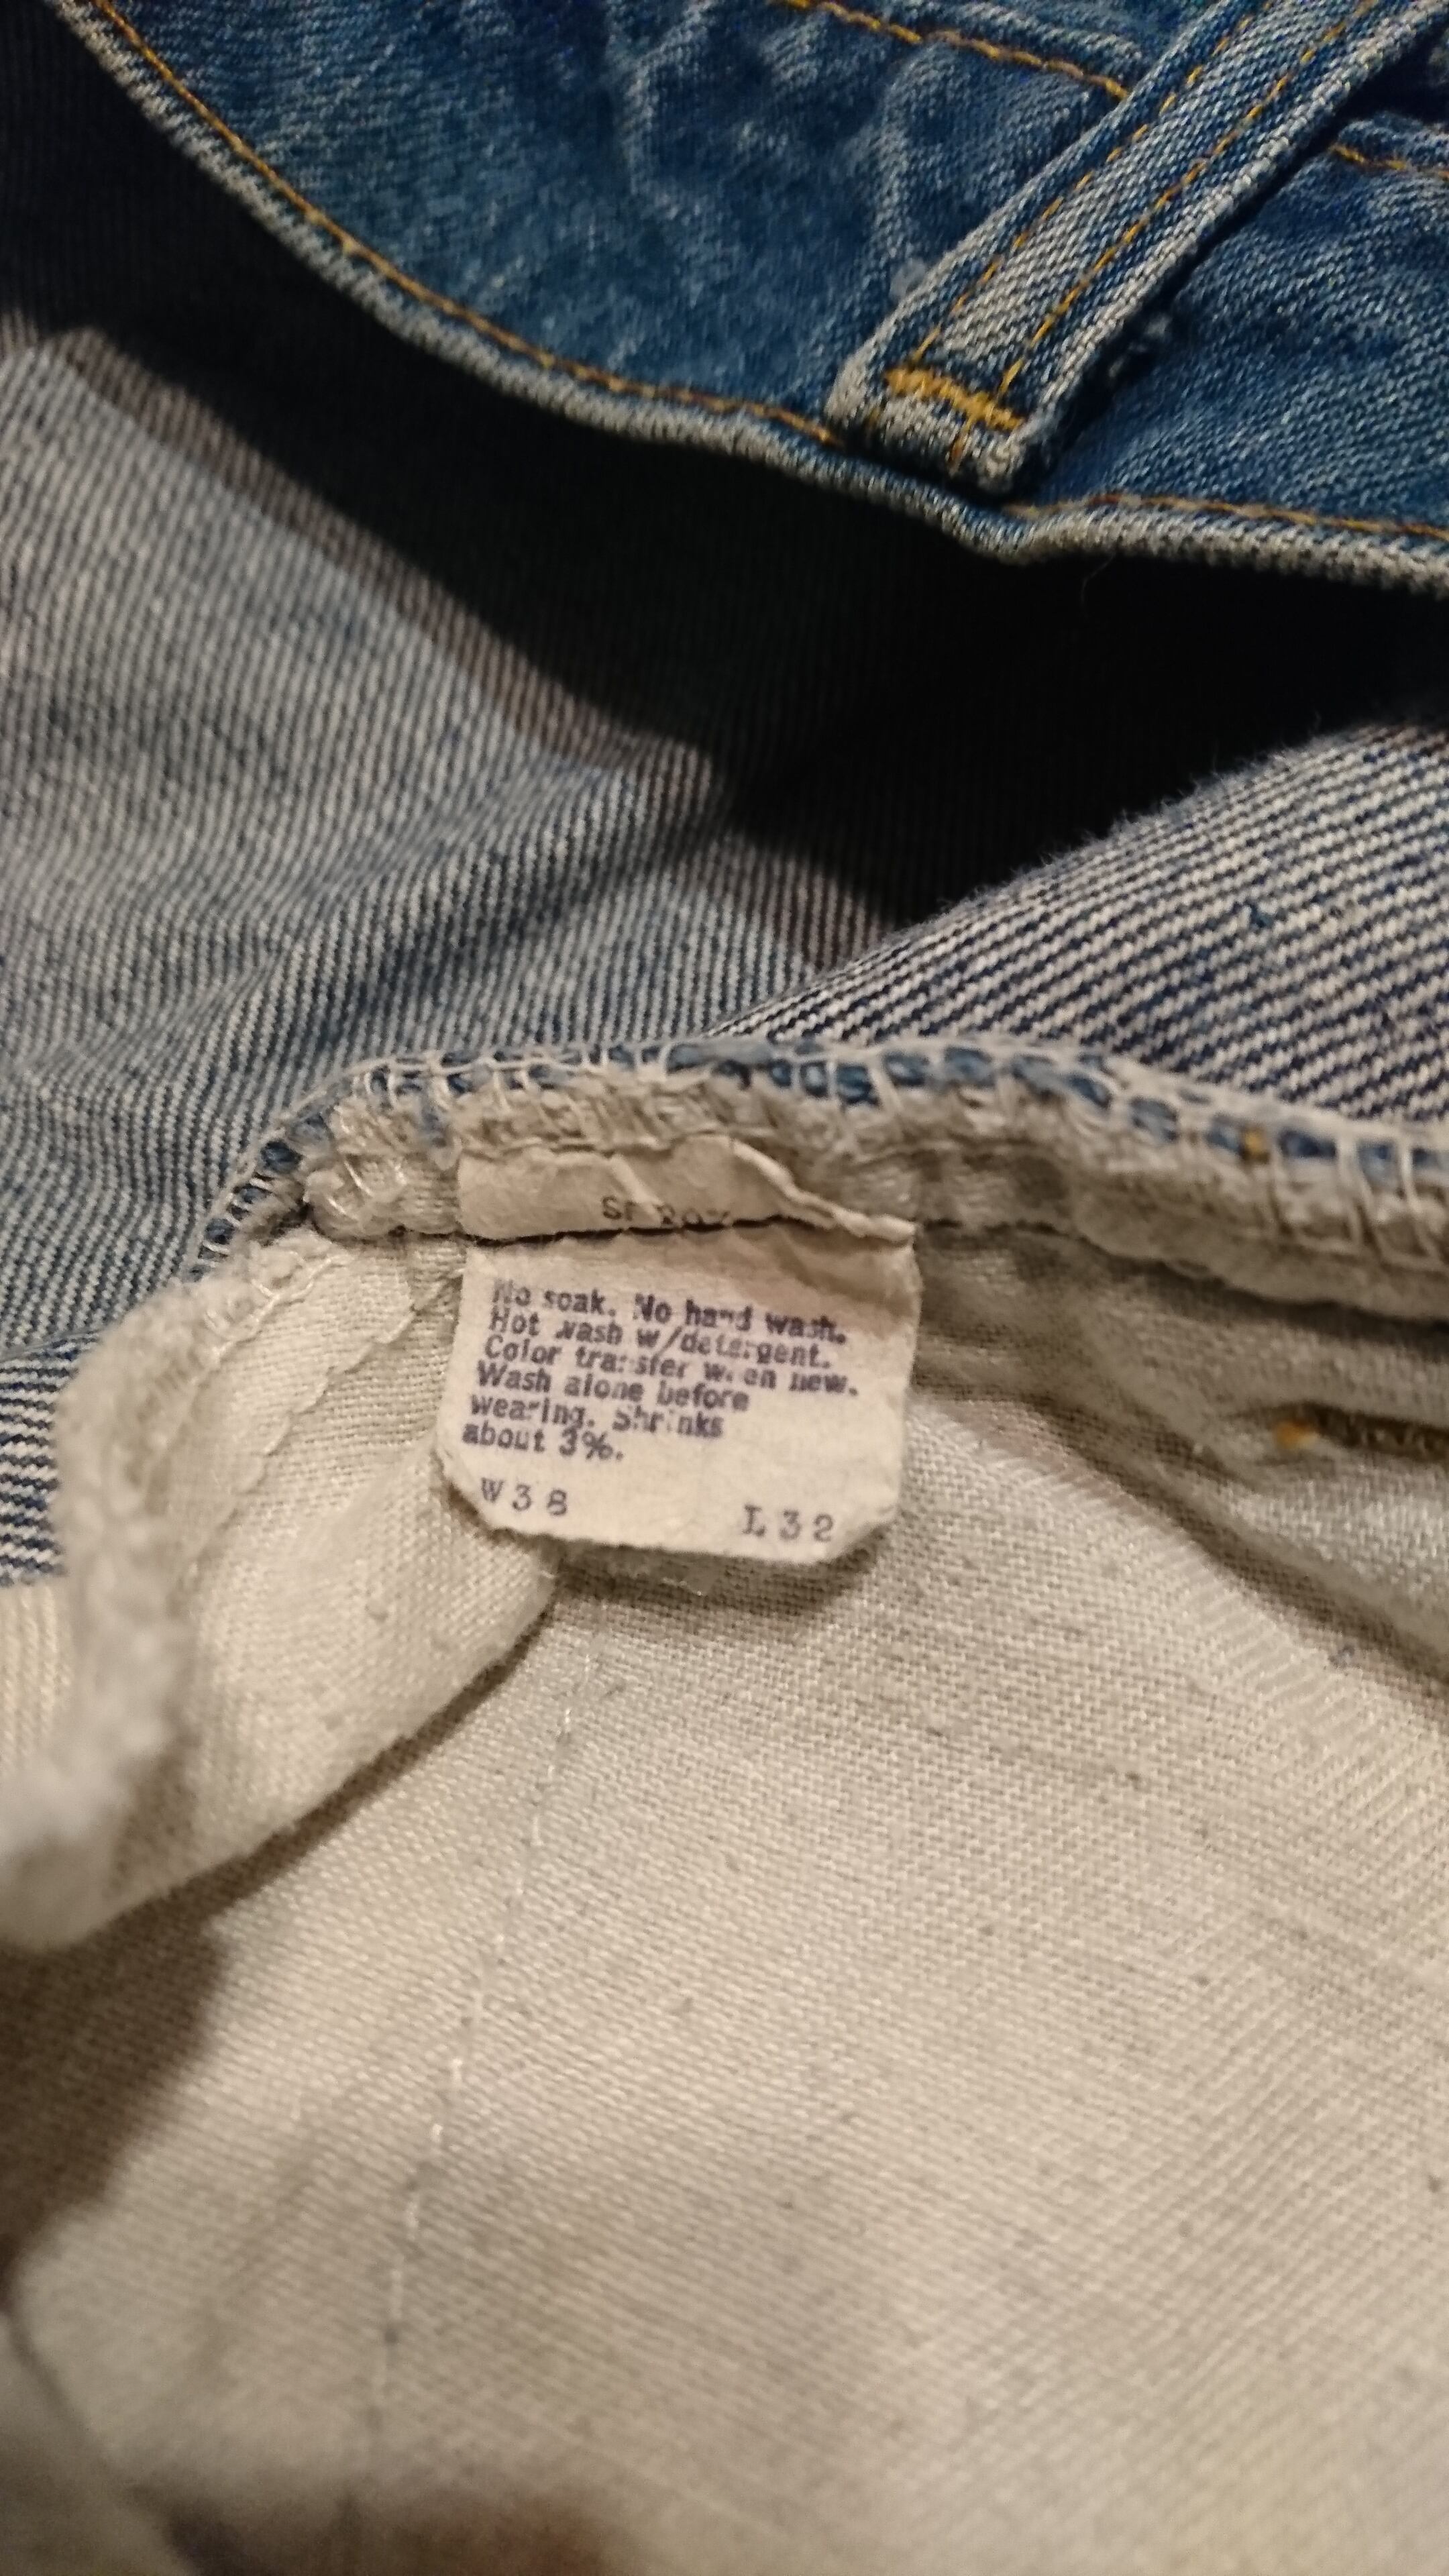 No soak. No hand wash.
Hot wash w/detergent.
Color transfer when new.
Wash alone before
wearing. Shrinks
about 3%.
W38 L32